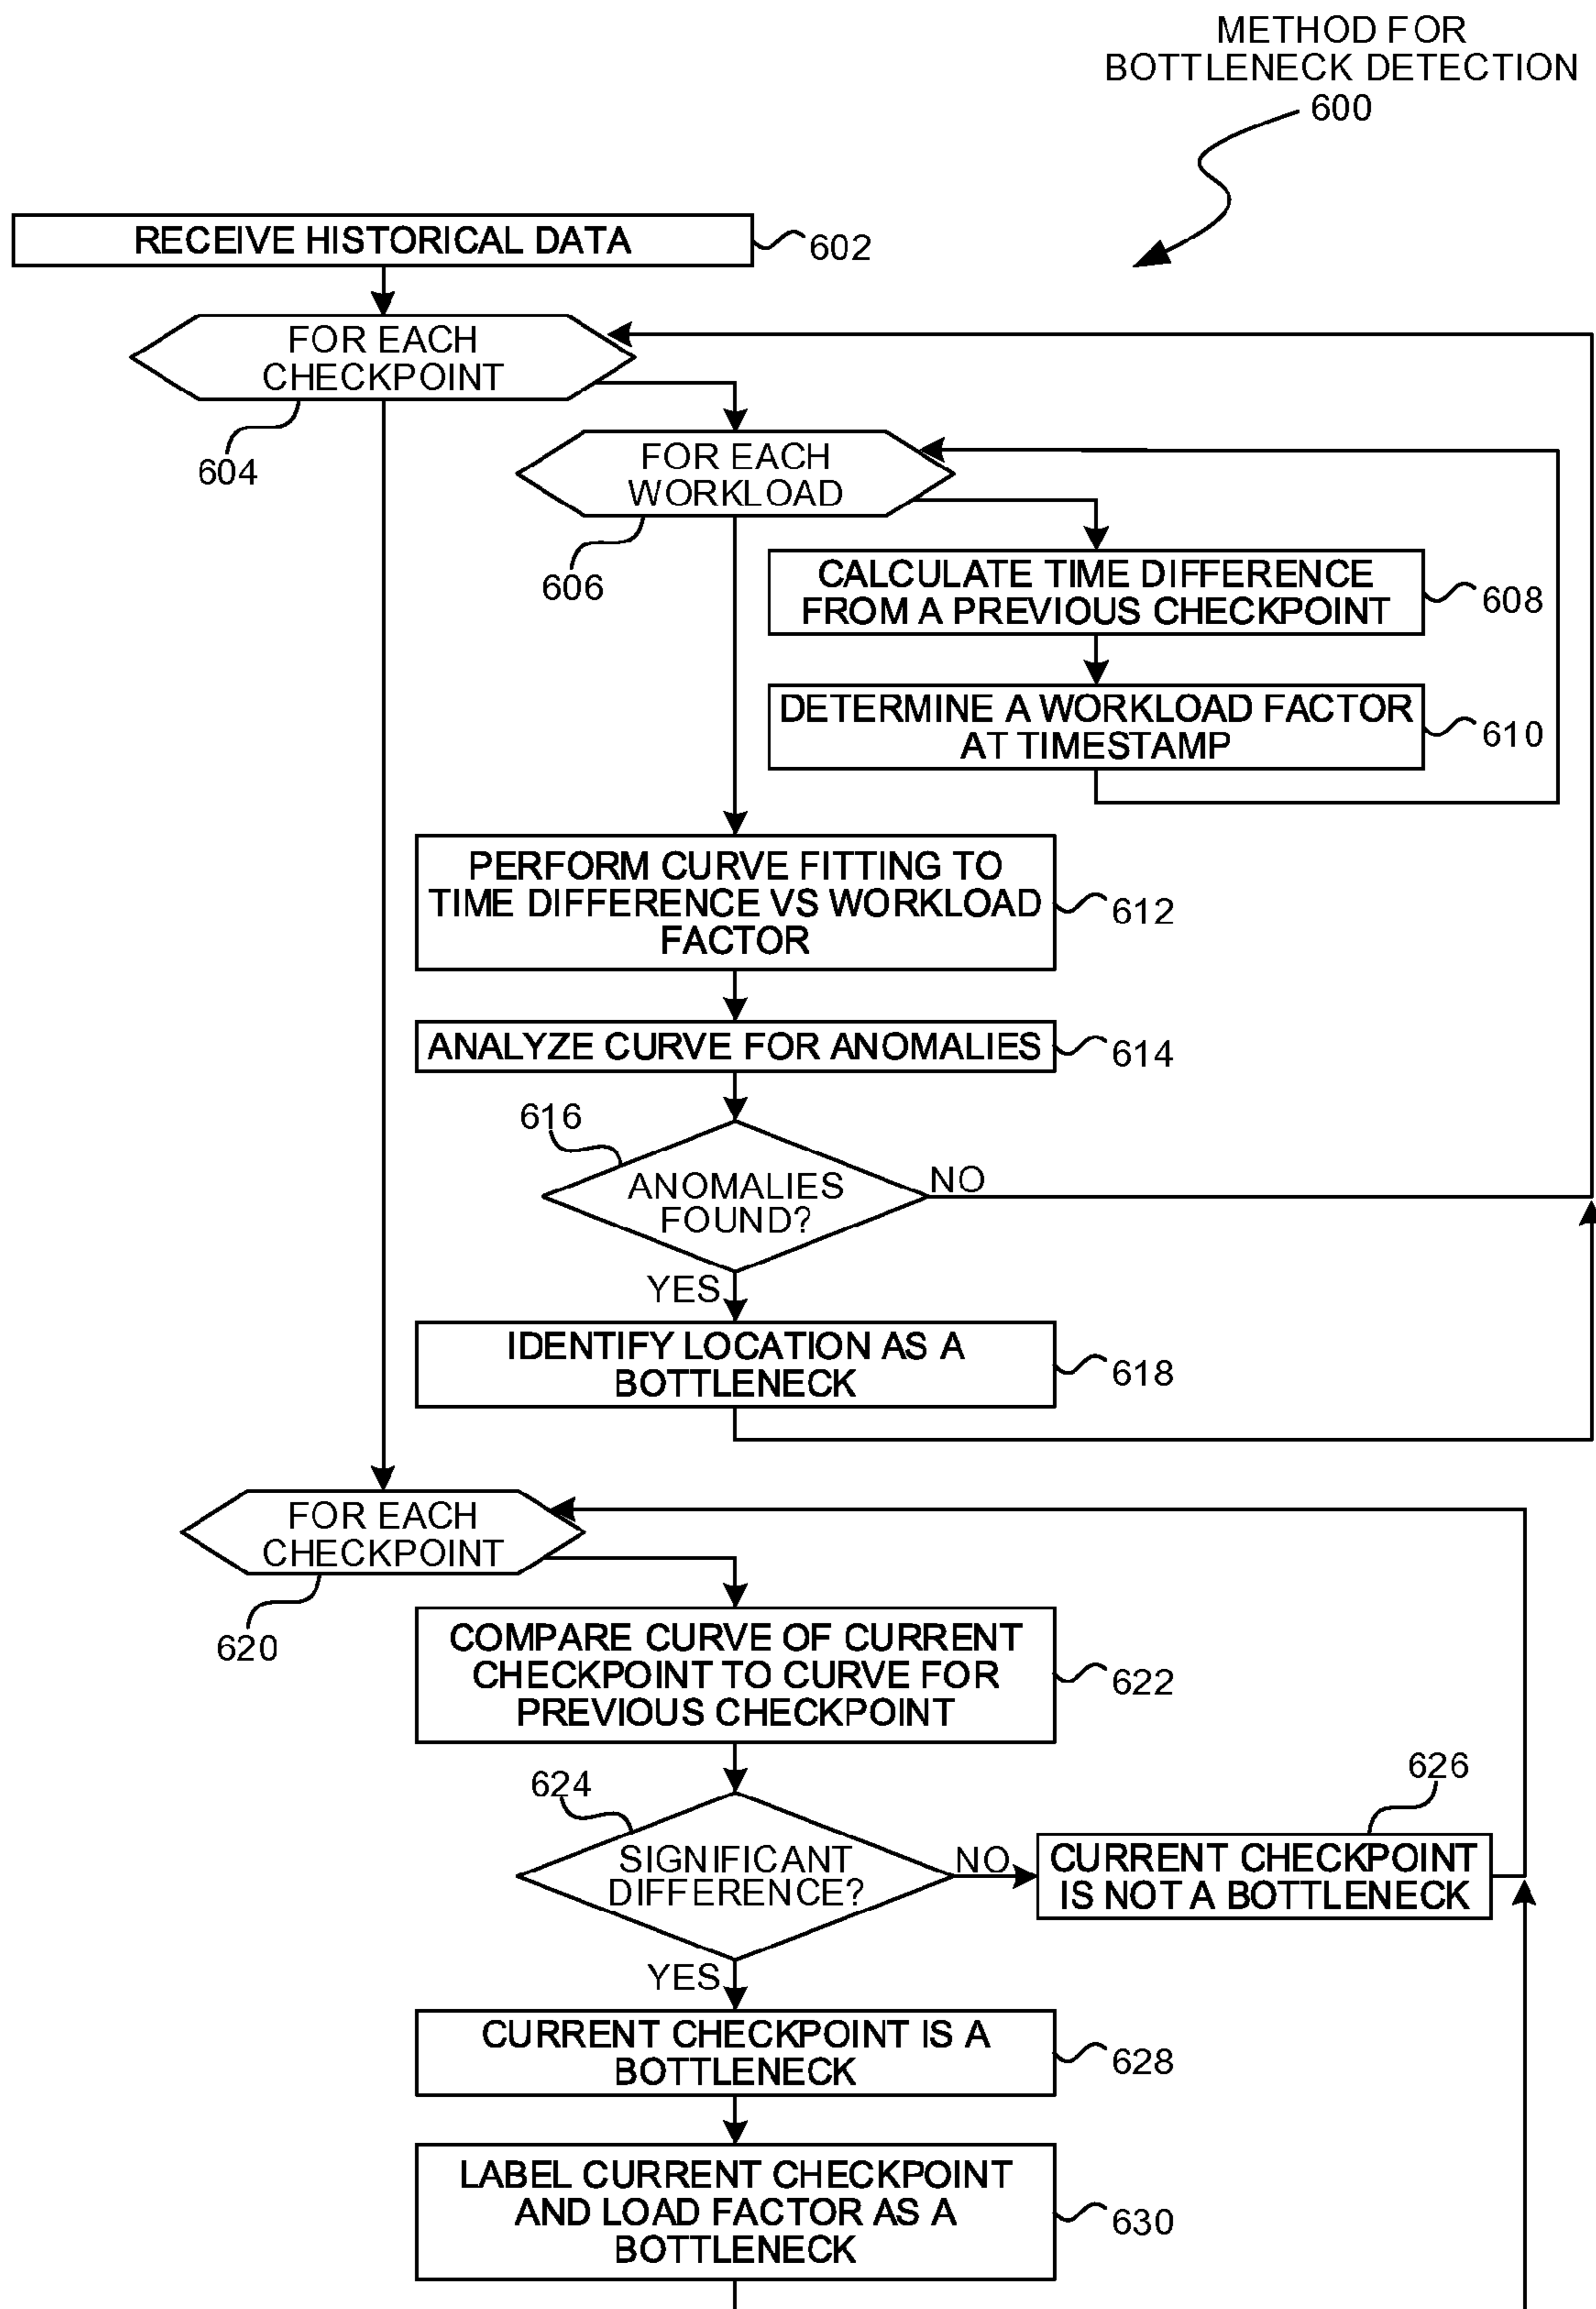 METHOD FOR
BOTTLENECK DETECTION
600
RECEIVE HISTORICAL DATA
602
FOR EACH
CHECKPOINT
604
FOR EACH
WORKLOAD
606
CALCULATE TIME DIFFERENCE
FROM A PREVIOUS CHECKPOINT
608
DETERMINE A WORKLOAD FACTOR
AT TIMESTAMP
610
PERFORM CURVE FITTING TO
TIME DIFFERENCE VS WORKLOAD
FACTOR
612
ANALYZE CURVE FOR ANOMALIES
614
616
ANOMALIES
FOUND?
NO
YES
IDENTIFY LOCATION AS A
BOTTLENECK
618
FOR EACH
CHECKPOINT
620
COMPARE CURVE OF CURRENT
CHECKPOINT TO CURVE FOR
PREVIOUS CHECKPOINT
622
624
SIGNIFICANT
DIFFERENCE?
NO
626
CURRENT CHECKPOINT
IS NOT A BOTTLENECK
YES
CURRENT CHECKPOINT IS A
BOTTLENECK
628
LABEL CURRENT CHECKPOINT
AND LOAD FACTOR AS A
BOTTLENECK
630